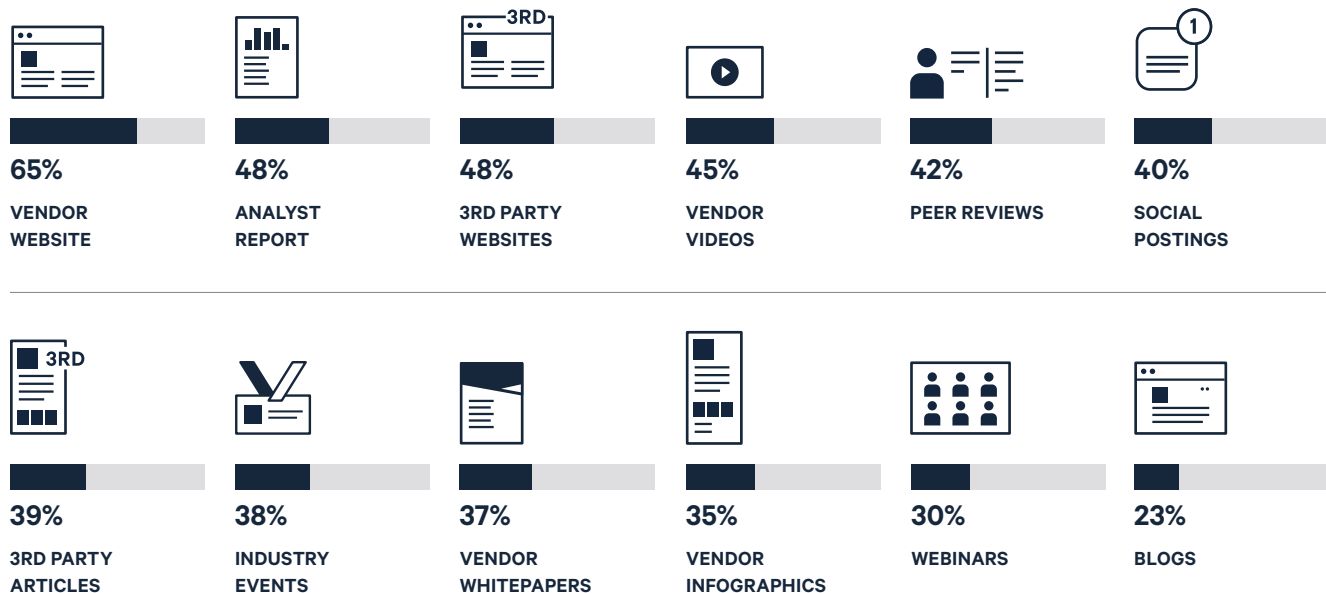 3RD
1
65%
VENDOR
WEBSITE
48%
ANALYST
REPORT
48%
3RD PARTY
WEBSITES
45%
VENDOR
VIDEOS
42%
PEER REVIEWS
40%
SOCIAL
POSTINGS
3RD
39%
3RD PARTY
ARTICLES
38%
INDUSTRY
EVENTS
37%
VENDOR
WHITEPAPERS
35%
VENDOR
INFOGRAPHICS
30%
WEBINARS
23%
BLOGS